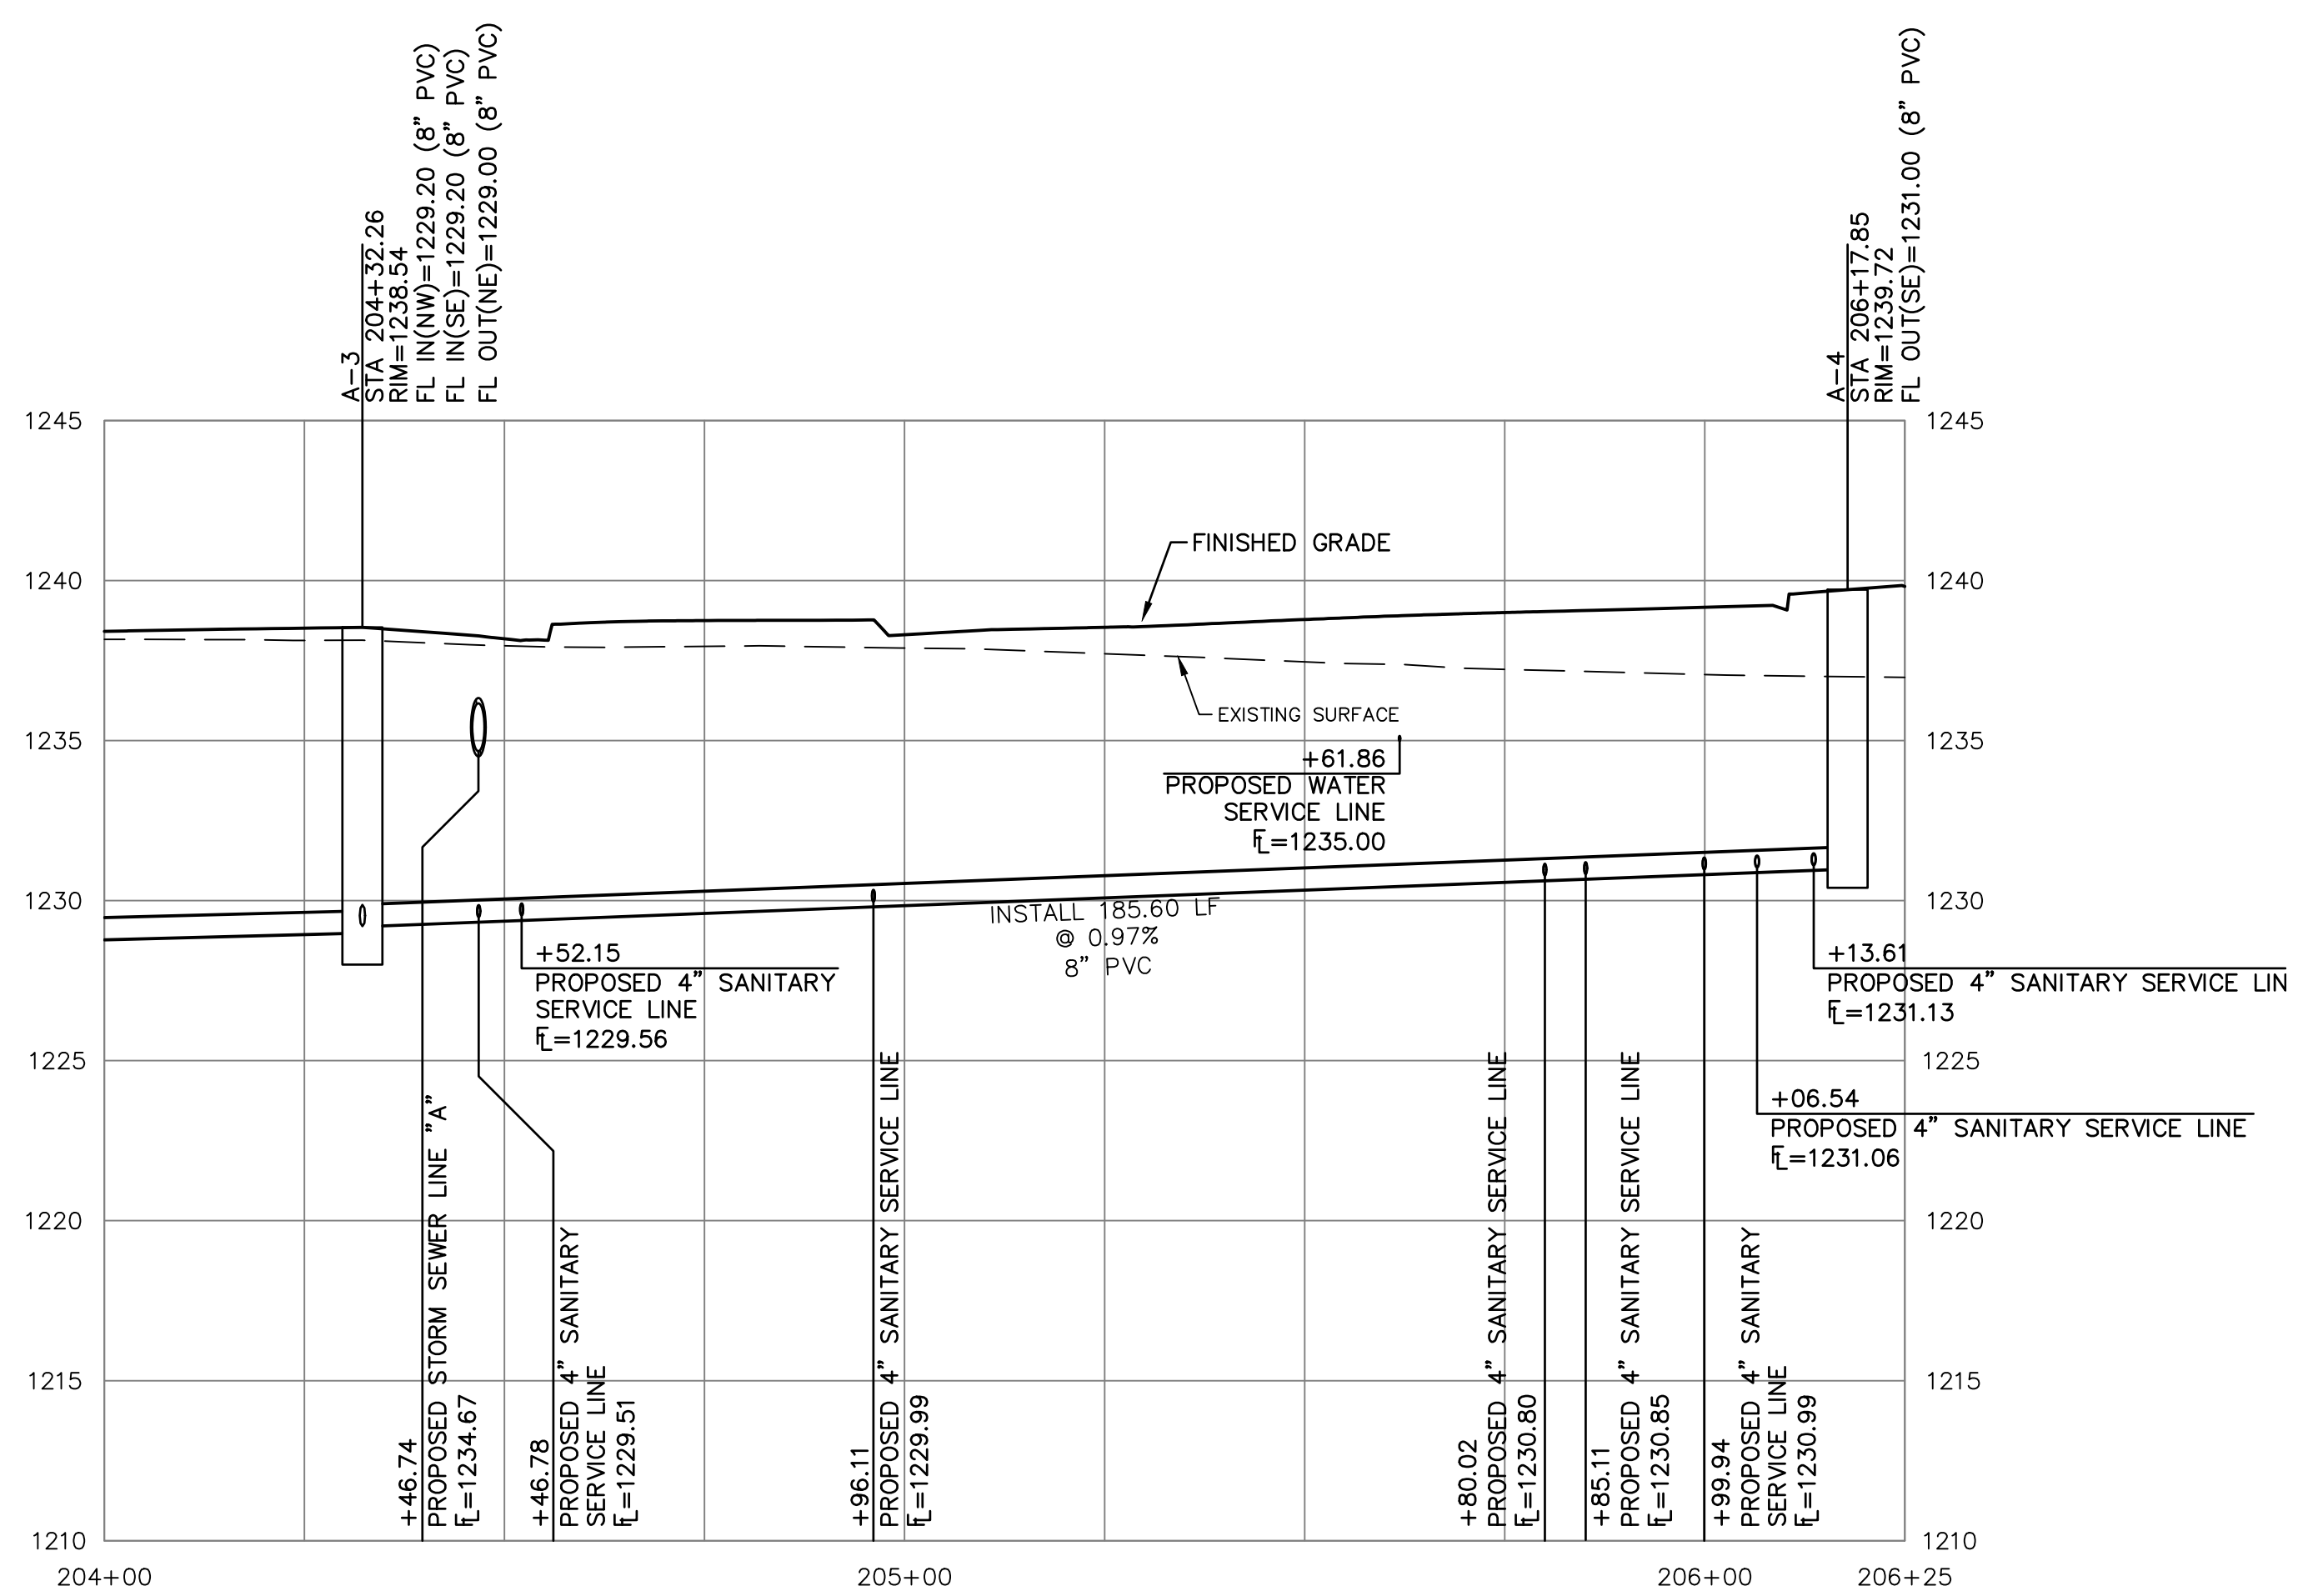 A-3
STA 204+32.26
RIM=1238.54
FL IN(NW)=1229.20 (8" PVC)
FL IN(SE)=1229.20 (8" PVC)
FL OUT(NE)=1229.00 (8" PVC)
A-4
STA 206+17.85
RIM=1239.72
FL OUT(SE)=1231.00 (8" PVC)
1245
1245
FINISHED GRADE
1240
1240
EXISTING SURFACE
1235
1235
+61.86
PROPOSED WATER
SERVICE LINE
FL=1235.00
1230
1230
INSTALL 185.60 LF
@ 0.97%
8" PVC
+52.15
PROPOSED 4" SANITARY
SERVICE LINE
FL=1229.56
+13.61
PROPOSED 4" SANITARY SERVICE LIN
FL=1231.13
1225
1225
+06.54
PROPOSED 4" SANITARY SERVICE LINE
FL=1231.06
1220
1220
1215
1215
+46.74
PROPOSED STORM SEWER LINE "A"
FL=1234.67
+46.78
PROPOSED 4" SANITARY
SERVICE LINE
FL=1229.51
+96.11
PROPOSED 4" SANITARY SERVICE LINE
FL=1229.99
+80.02
PROPOSED 4" SANITARY SERVICE LINE
FL=1230.80
+85.11
PROPOSED 4" SANITARY SERVICE LINE
FL=1230.85
+99.94
PROPOSED 4" SANITARY
SERVICE LINE
FL=1230.99
1210
1210
204+00
205+00
206+00
206+25